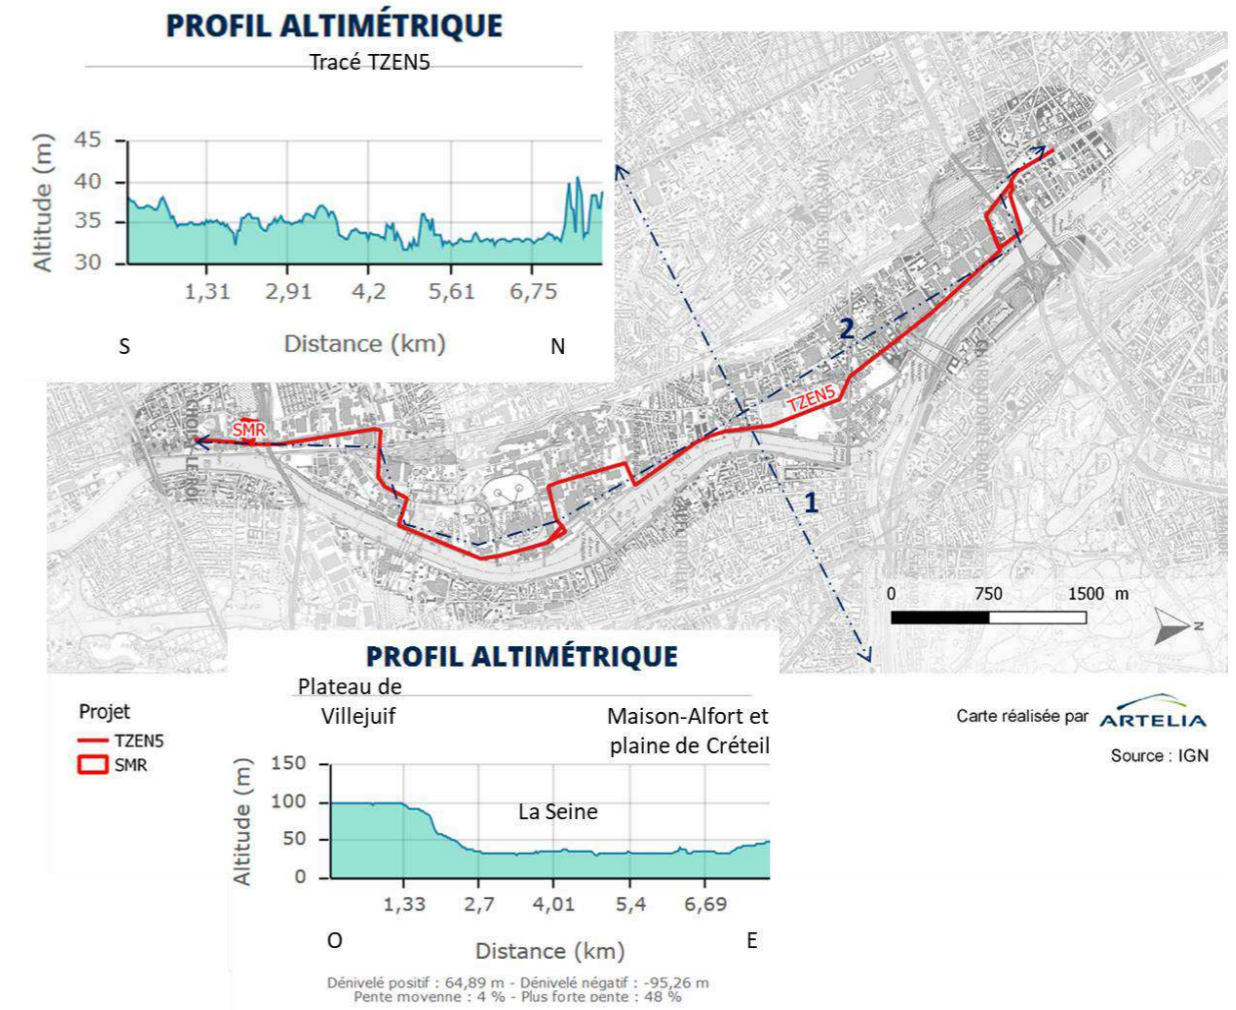 PROFIL ALTIMÉTRIQUE
Tracé TZEN5
Altitude (m)
45
40
35
30
1,31 2,91 4,2 5,61 6,75
S Distance (km) N
2
TZEN5
SMR
1
0 750 1500 m
N
PROFIL ALTIMÉTRIQUE
Plateau de
Villejuif
Maison-Alfort et
plaine de Créteil
Altitude (m)
150
100
50
0
La Seine
1,33 2,7 4,01 5,4 6,69
O Distance (km) E
Dénivelé positif : 64,89 m - Dénivelé négatif : -95,26 m
Pente moyenne : 4 % - Plus forte pente : 48 %
Projet
TZEN5
SMR
Carte réalisée par ARTELIA
Source : IGN